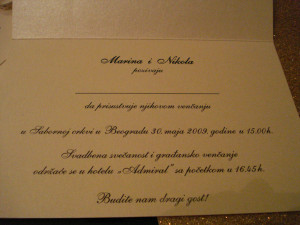 Marina i Nikola
pozivaju
da prisustvuje njihovom venčanju
u Sabornoj crkvi u Beogradu 30. maja 2009. godine u 15.00h.
Svadbena svečanost i građansko venčanje
održaće se u hotelu „Admiral” sa početkom u 16.45h.
Budite nam dragi gost!